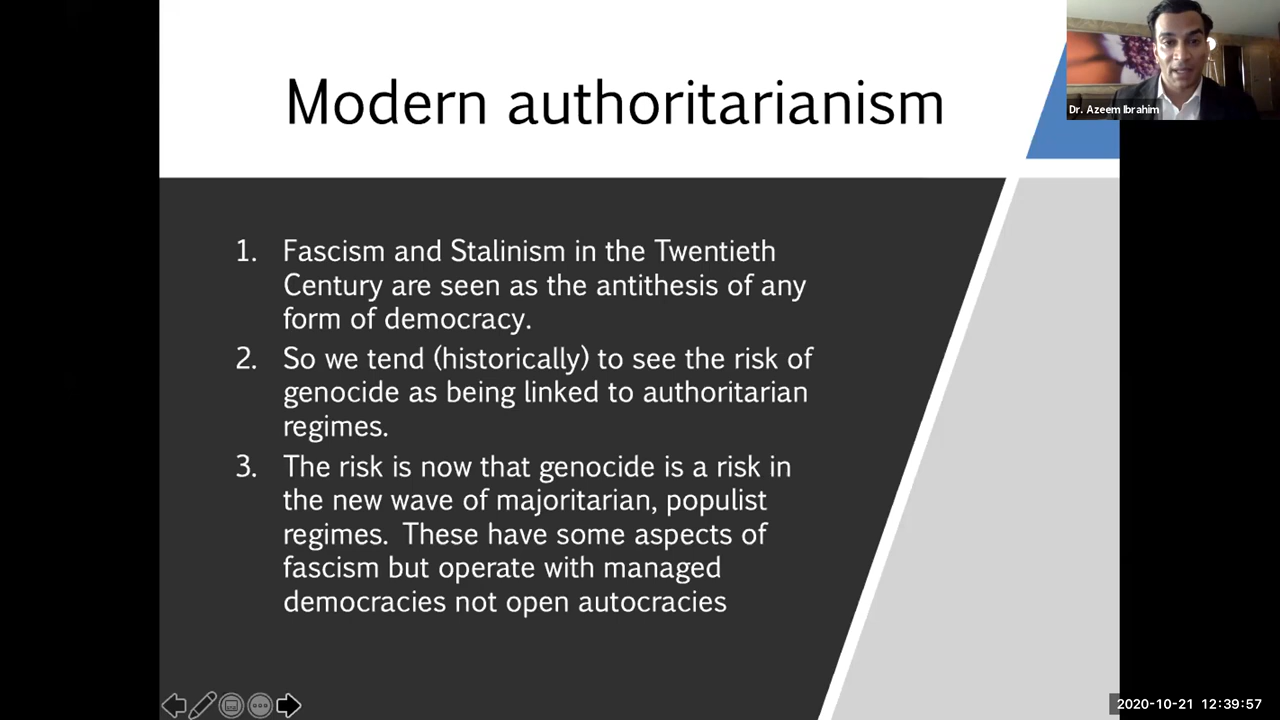 Modern authoritarianism
Dr. Azeem Ibrahim
1. Fascism and Stalinism in the Twentieth
Century are seen as the antithesis of any
form of democracy.
2. So we tend (historically) to see the risk of
genocide as being linked to authoritarian
regimes.
3. The risk is now that genocide is a risk in
the new wave of majoritarian, populist
regimes. These have some aspects of
fascism but operate with managed
democracies not open autocracies
2020-10-21 12:39:57